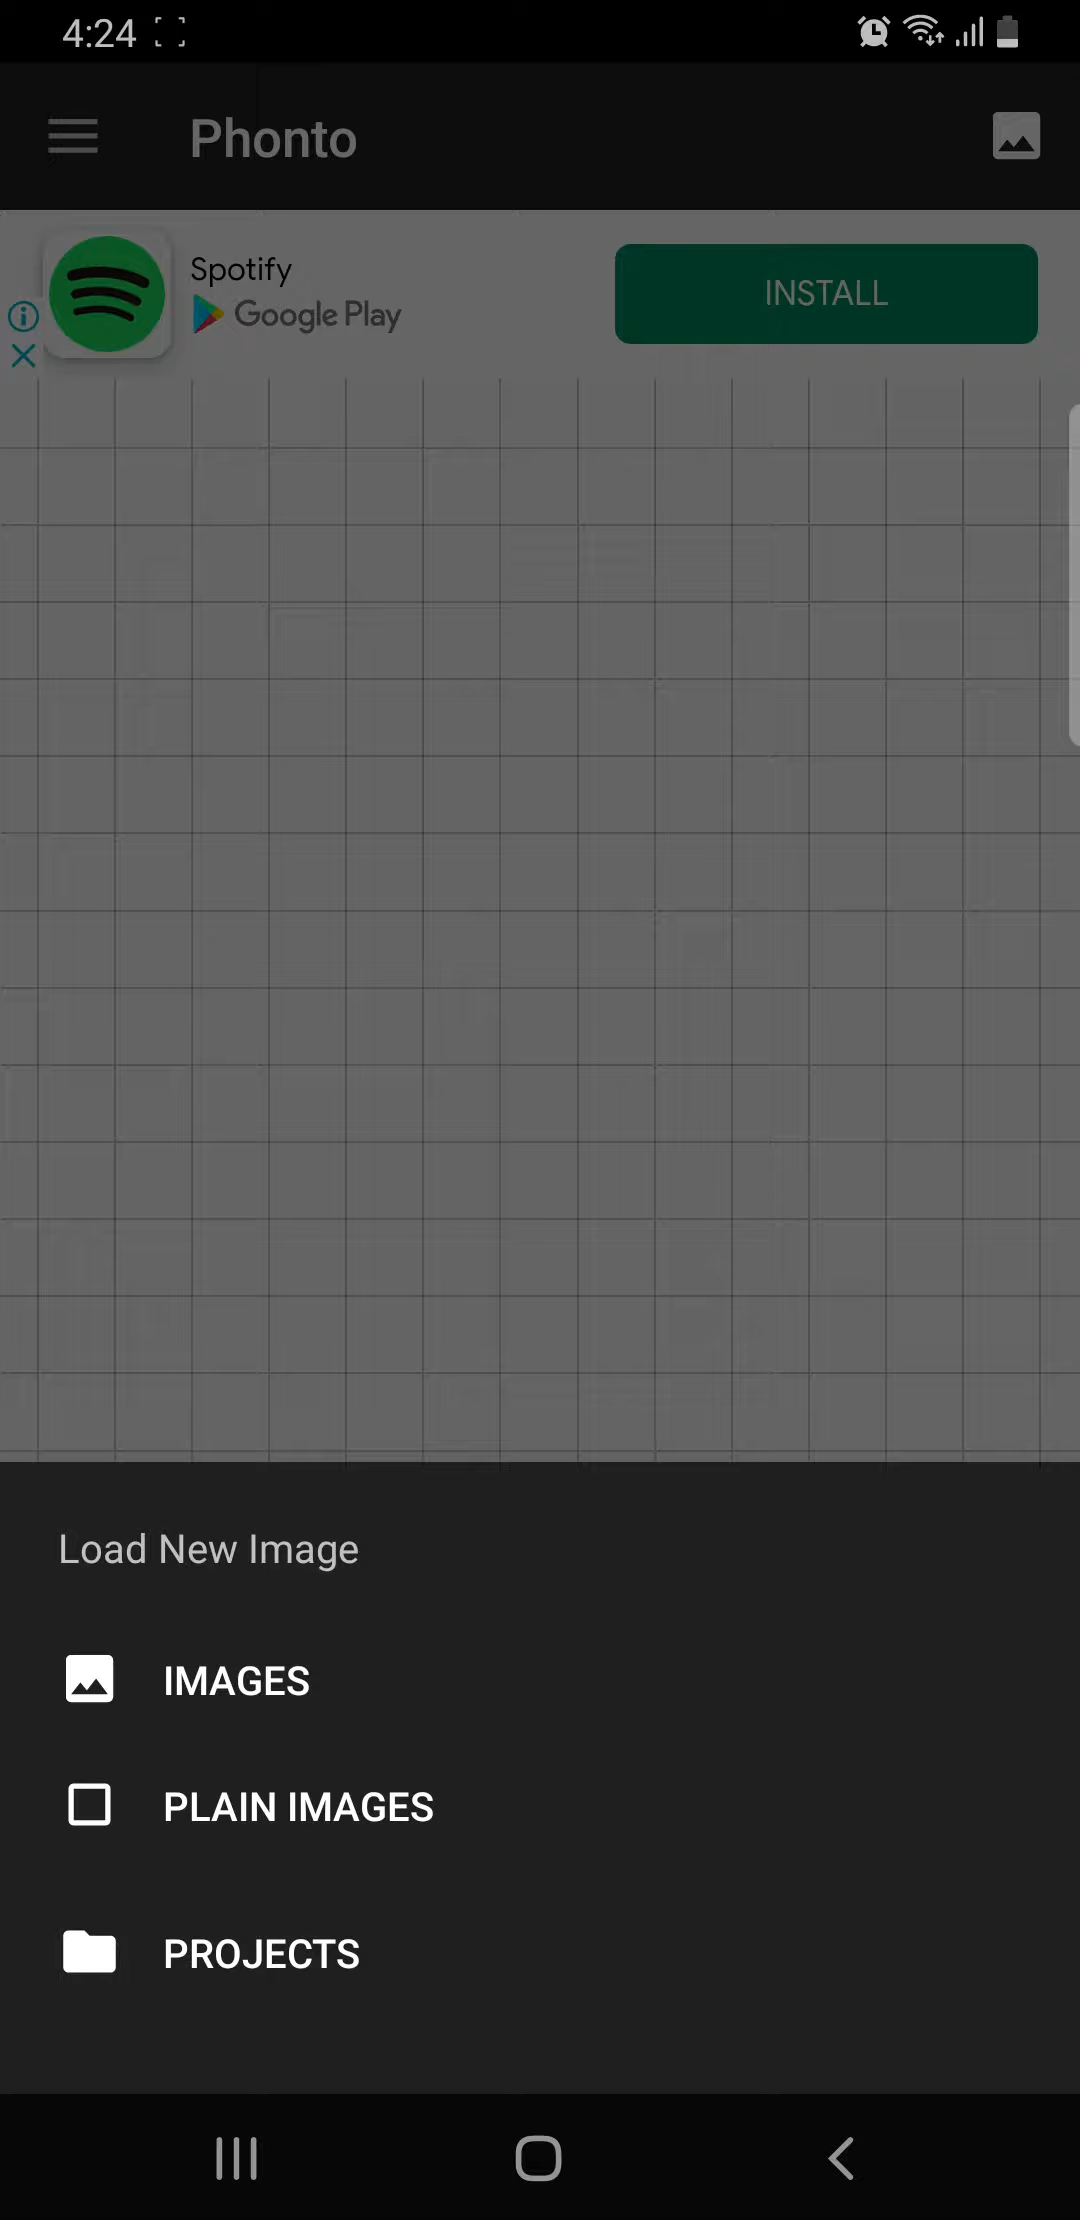 4:24
Phonto
Spotify
Google Play
INSTALL
Load New Image
IMAGES
PLAIN IMAGES
PROJECTS